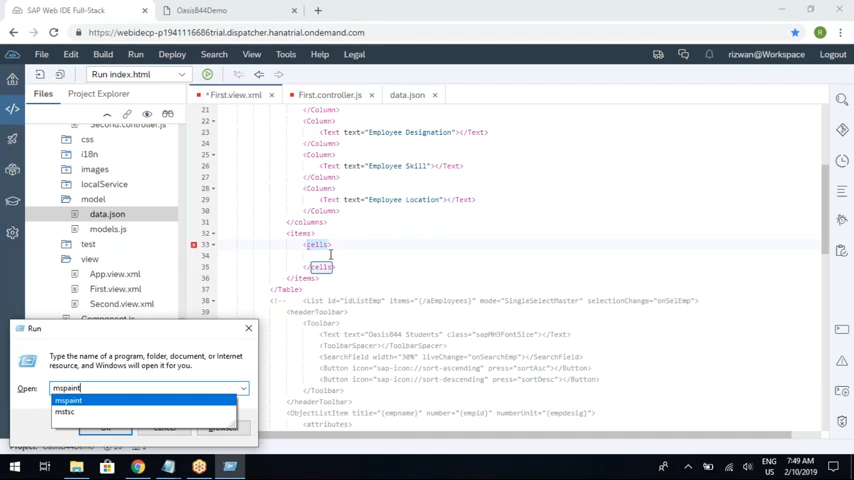 SAP Web IDE Full-Stack
Oasis844Demo
https://webidecp-p1941116686trial.dispatcher.hanatrial.ondemand.com
R
File Edit Build Run Deploy Search View Tools Help Legal
rizwan@Workspace Logout
Run index.html
Files Project Explorer
*First.view.xml First.controller.js data.json
Second.controller.js
css
i18n
images
localService
model
data.json
models.js
test
view
App.view.xml
First.view.xml
Second.view.xml
21 </Column>
22 <Column>
23 <Text text="Employee Designation"></Text>
24 </Column>
25 <Column>
26 <Text text="Employee Skill"></Text>
27 </Column>
28 <Column>
29 <Text text="Employee Location"></Text>
30 </Column>
31 </columns>
32 <items>
33 <cells>
34
35 </cells>
36 </items>
37 </Table>
38 <!-- <List id="idListEmp" items="{/aEmployees}" mode="SingleSelectMaster" selectionChange="onSelEmp">
39 <headerToolbar>
<Toolbar>
<Text text="Oasis844 Students" class="sapMH3FontSize"></Text>
<ToolbarSpacer></ToolbarSpacer>
<SearchField width="30%" liveChange="onSearchEmp"></SearchField>
<Button icon="sap-icon://sort-ascending" press="sortAsc"></Button>
<Button icon="sap-icon://sort-descending" press="sortDesc"></Button>
</Toolbar>
</headerToolbar>
<ObjectListItem title="{empname}" number="{empid}" numberUnit="{empdesig}">
<attributes>
Run
Type the name of a program, folder, document, or Internet
resource, and Windows will open it for you.
Open: mspaint
mspaint
mstsc
ENG
US
7:49 AM
2/10/2019